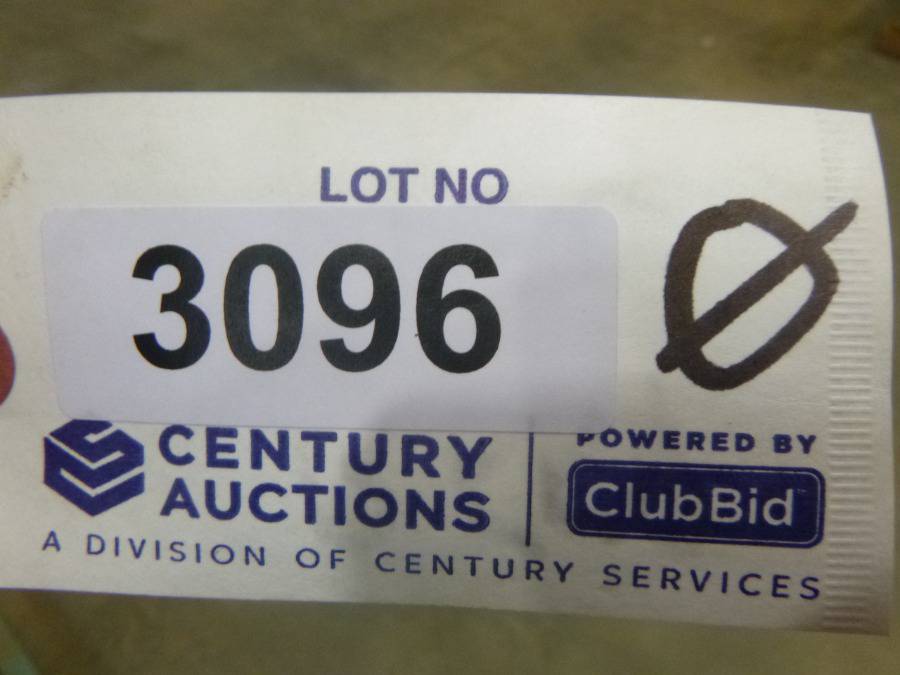 LOT NO
3096
Ø
CENTURY
AUCTIONS
POWERED BY
ClubBid
A DIVISION OF CENTURY SERVICES